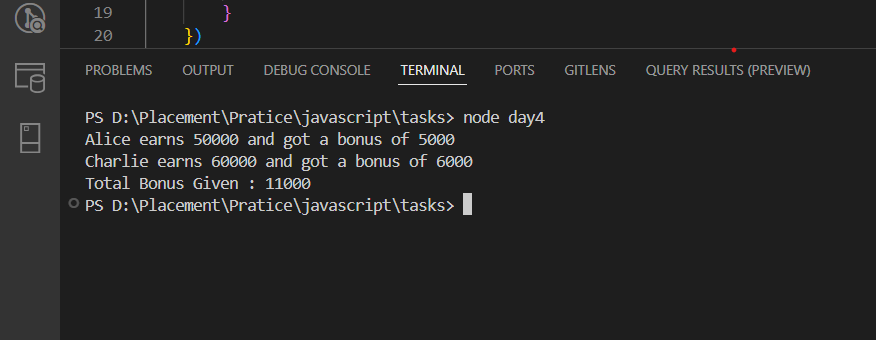 19 }
20 })
PROBLEMS OUTPUT DEBUG CONSOLE TERMINAL PORTS GITLENS QUERY RESULTS (PREVIEW)
PS D:\Placement\Pratice\javascript\tasks> node day4
Alice earns 50000 and got a bonus of 5000
Charlie earns 60000 and got a bonus of 6000
Total Bonus Given : 11000
PS D:\Placement\Pratice\javascript\tasks>